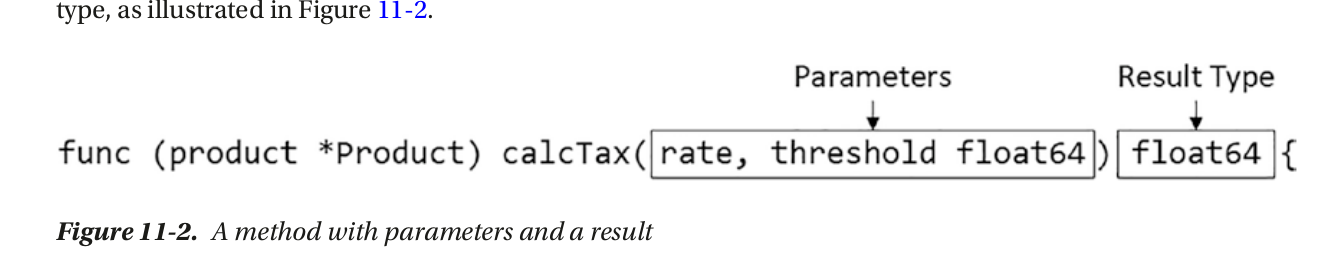 type, as illustrated in Figure 11-2.
Parameters Result Type
func (product *Product) calcTax(rate, threshold float64) float64 {
Figure 11-2. A method with parameters and a result